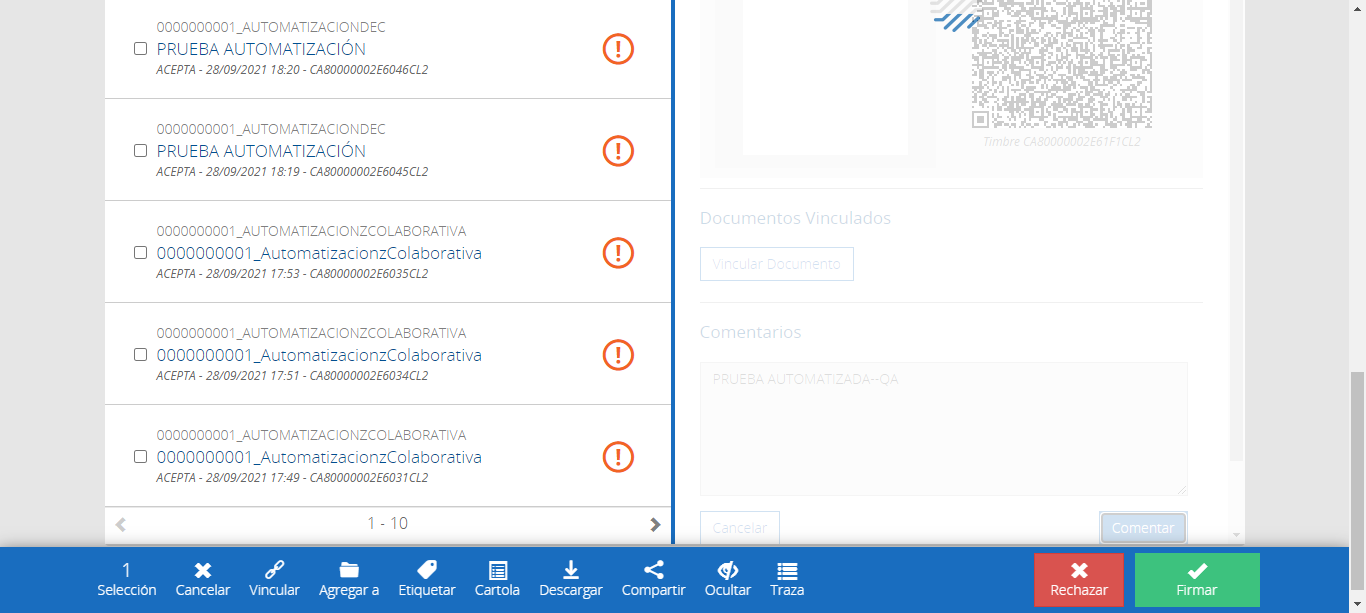 0000000001_AUTOMATIZACIONDEC
PRUEBA AUTOMATIZACIÓN
ACEPTA - 28/09/2021 18:20 - CA80000002E6046CL2
0000000001_AUTOMATIZACIONDEC
PRUEBA AUTOMATIZACIÓN
ACEPTA - 28/09/2021 18:19 - CA80000002E6045CL2
0000000001_AUTOMATIZACIONZCOLABORATIVA
0000000001_AutomatizacionzColaborativa
ACEPTA - 28/09/2021 17:53 - CA80000002E6035CL2
0000000001_AUTOMATIZACIONZCOLABORATIVA
0000000001_AutomatizacionzColaborativa
ACEPTA - 28/09/2021 17:51 - CA80000002E6034CL2
0000000001_AUTOMATIZACIONZCOLABORATIVA
0000000001_AutomatizacionzColaborativa
ACEPTA - 28/09/2021 17:49 - CA80000002E6031CL2
1 - 10
Timbre CA80000002E61F1CL2
Documentos Vinculados
Vincular Documento
Comentarios
PRUEBA AUTOMATIZADA--QA
Cancelar
Comentar
1
Selección
Cancelar
Vincular
Agregar a
Etiquetar
Cartola
Descargar
Compartir
Ocultar
Traza
Rechazar
Firmar